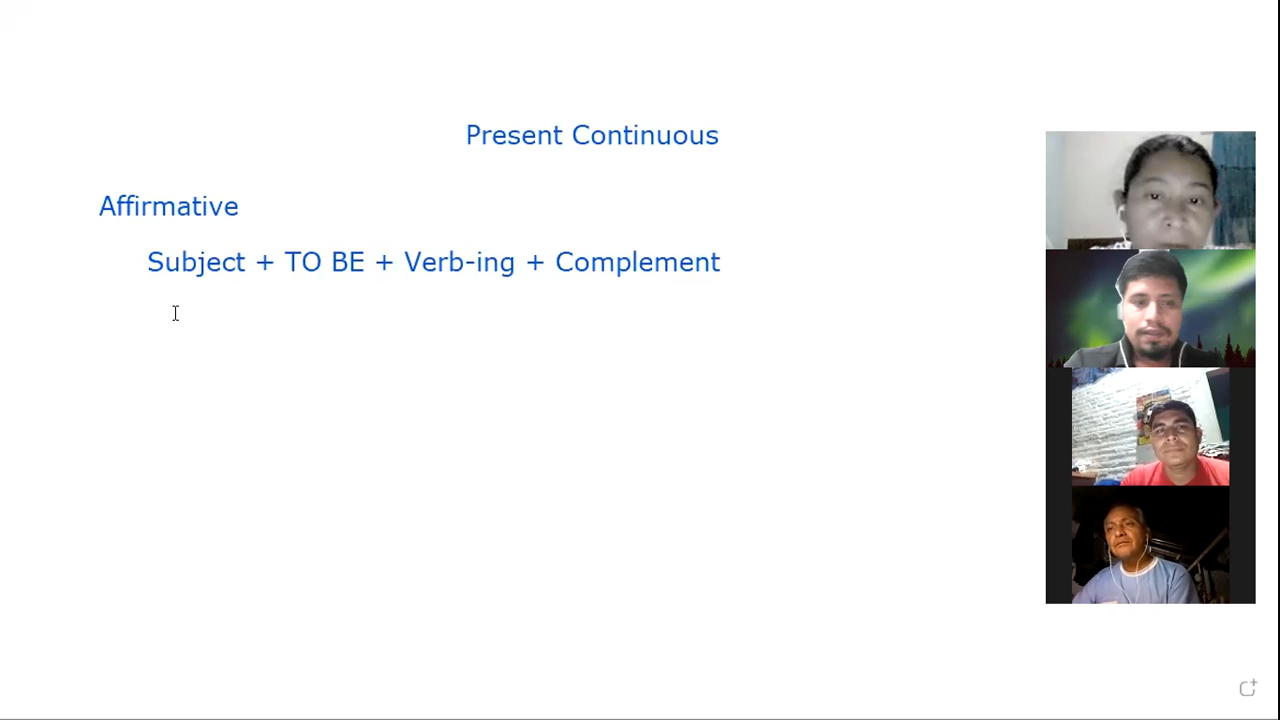 Present Continuous
Affirmative
Subject + TO BE + Verb-ing + Complement